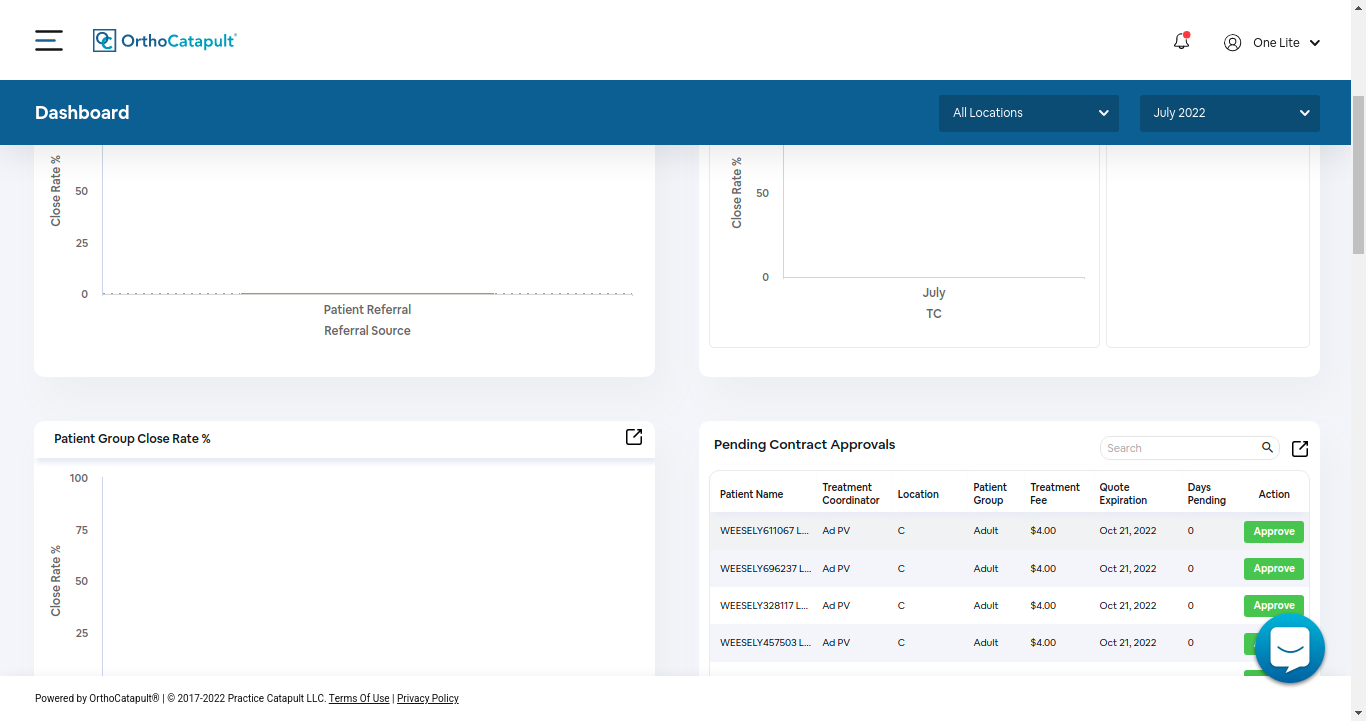 OrthoCatapult®
One Lite
Dashboard
All Locations
July 2022
Close Rate %
50
25
0
Patient Referral
Referral Source
Close Rate %
50
0
July
TC
Patient Group Close Rate %
100
75
50
25
Close Rate %
Pending Contract Approvals
Search
Patient Name Treatment Coordinator Location Patient Group Treatment Fee Quote Expiration Days Pending Action
WEESELY611067 L... Ad PV C Adult $4.00 Oct 21, 2022 0 Approve
WEESELY696237 L... Ad PV C Adult $4.00 Oct 21, 2022 0 Approve
WEESELY328117 L... Ad PV C Adult $4.00 Oct 21, 2022 0 Approve
WEESELY457503 L... Ad PV C Adult $4.00 Oct 21, 2022 0
Powered by OrthoCatapult® | © 2017-2022 Practice Catapult LLC. Terms Of Use | Privacy Policy